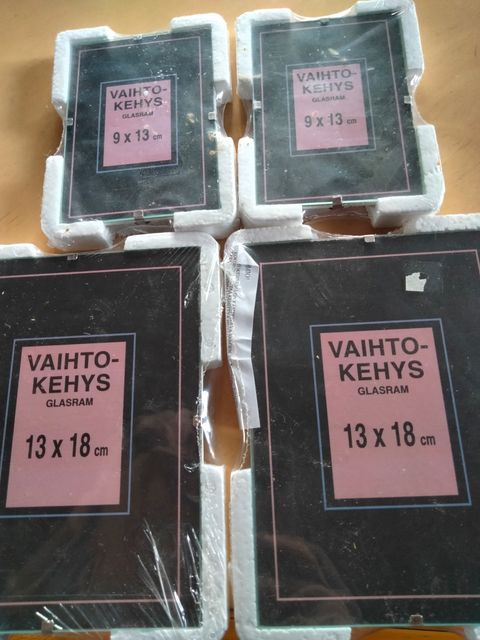 VAIHTO-
KEHYS
GLASRAM
9 x 13 cm
VAIHTO-
KEHYS
GLASRAM
9 x 13 cm
VAIHTO-
KEHYS
GLASRAM
13 x 18 cm
VAIHTO-
KEHYS
GLASRAM
13 x 18 cm